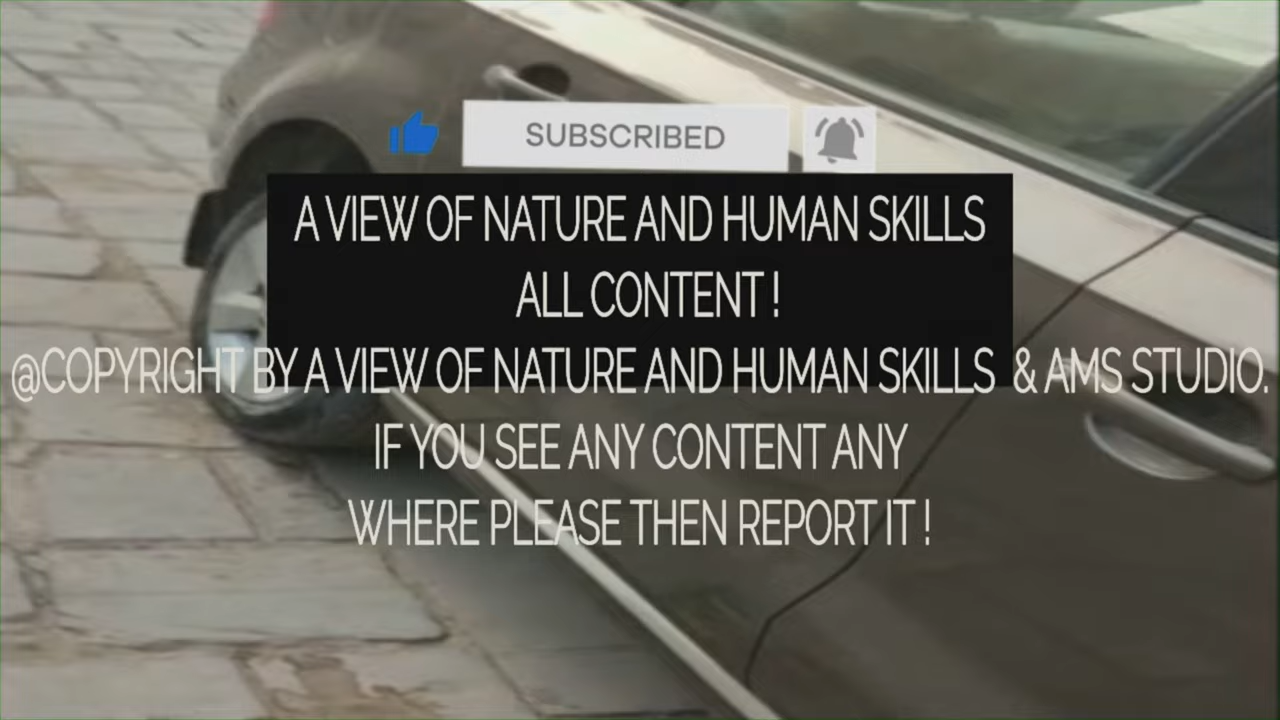 SUBSCRIBED
A VIEW OF NATURE AND HUMAN SKILLS
ALL CONTENT !
@COPYRIGHT BY A VIEW OF NATURE AND HUMAN SKILLS & AMS STUDIO.
IF YOU SEE ANY CONTENT ANY
WHERE PLEASE THEN REPORT IT !